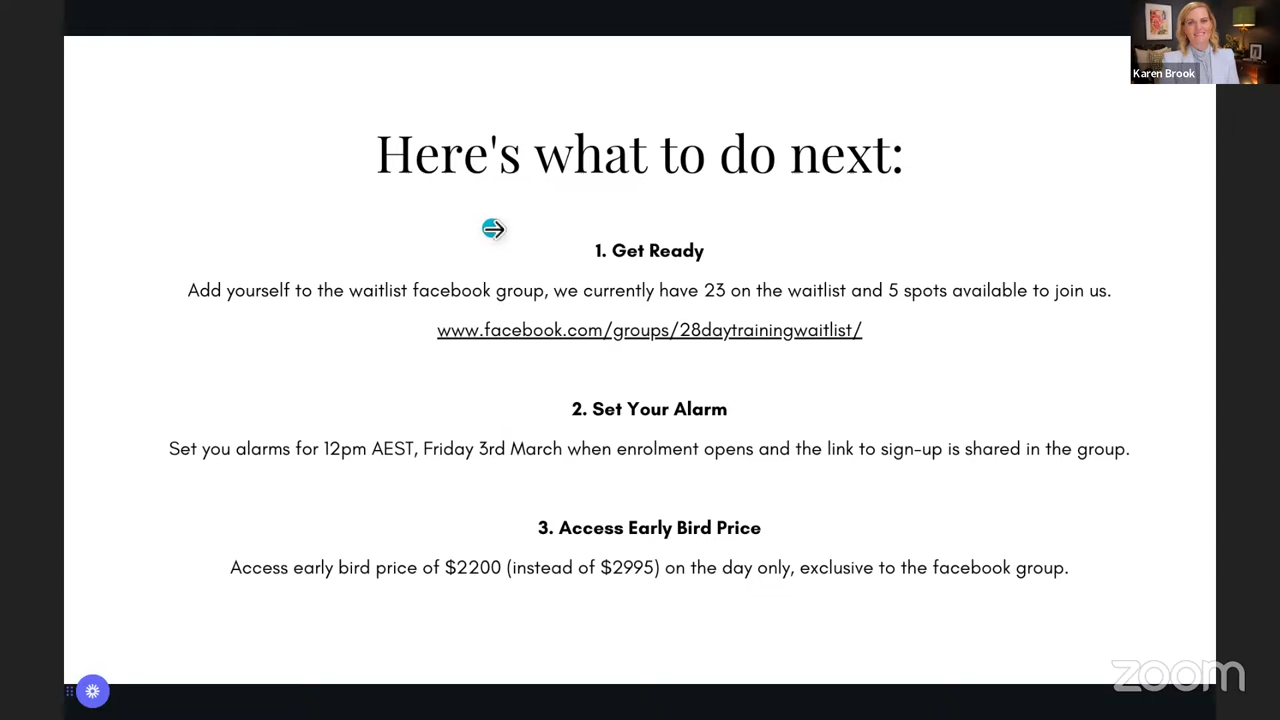 Karen Brook
Here's what to do next:
1. Get Ready
Add yourself to the waitlist facebook group, we currently have 23 on the waitlist and 5 spots available to join us.
www.facebook.com/groups/28daytrainingwaitlist/
2. Set Your Alarm
Set you alarms for 12pm AEST, Friday 3rd March when enrolment opens and the link to sign-up is shared in the group.
3. Access Early Bird Price
Access early bird price of $2200 (instead of $2995) on the day only, exclusive to the facebook group.
zoom